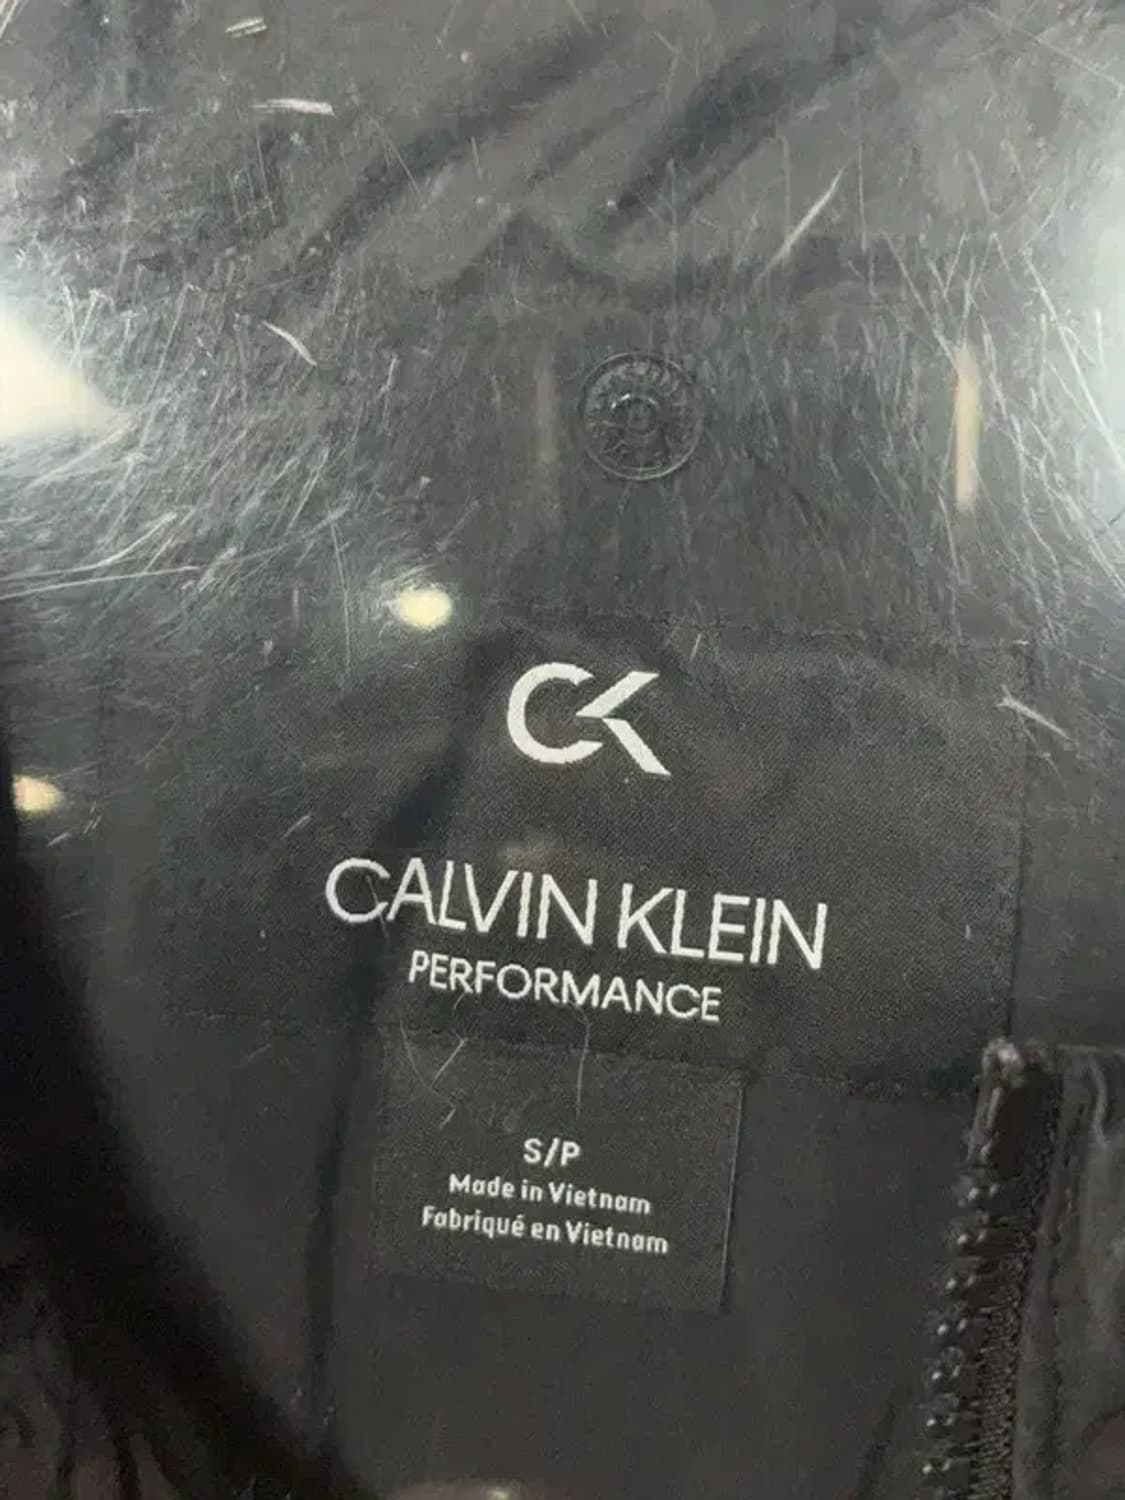 CK
CALVIN KLEIN
PERFORMANCE
S/P
Made in Vietnam
Fabriqué en Vietnam